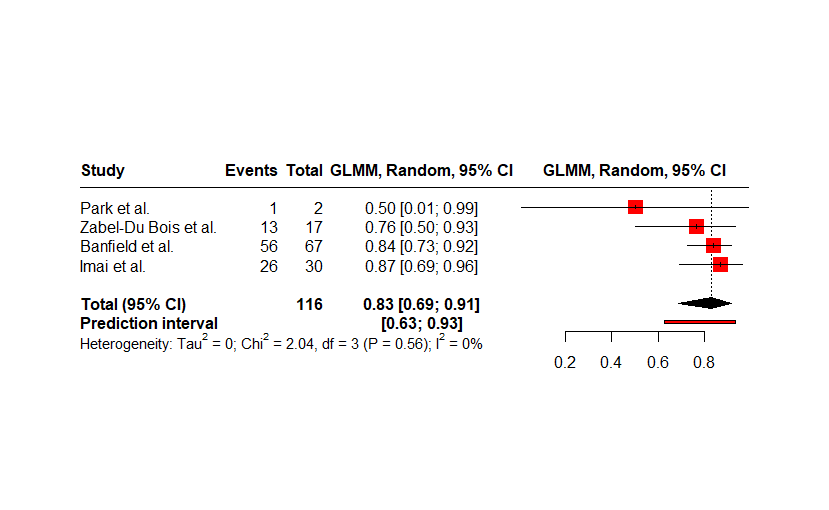 Study Events Total GLMM, Random, 95% CI GLMM, Random, 95% CI
Park et al. 1 2 0.50 [0.01; 0.99]
Zabel-Du Bois et al. 13 17 0.76 [0.50; 0.93]
Banfield et al. 56 67 0.84 [0.73; 0.92]
Imai et al. 26 30 0.87 [0.69; 0.96]
Total (95% CI) 116 0.83 [0.69; 0.91]
Prediction interval [0.63; 0.93]
Heterogeneity: Tau² = 0; Chi² = 2.04, df = 3 (P = 0.56); I² = 0%
0.2 0.4 0.6 0.8